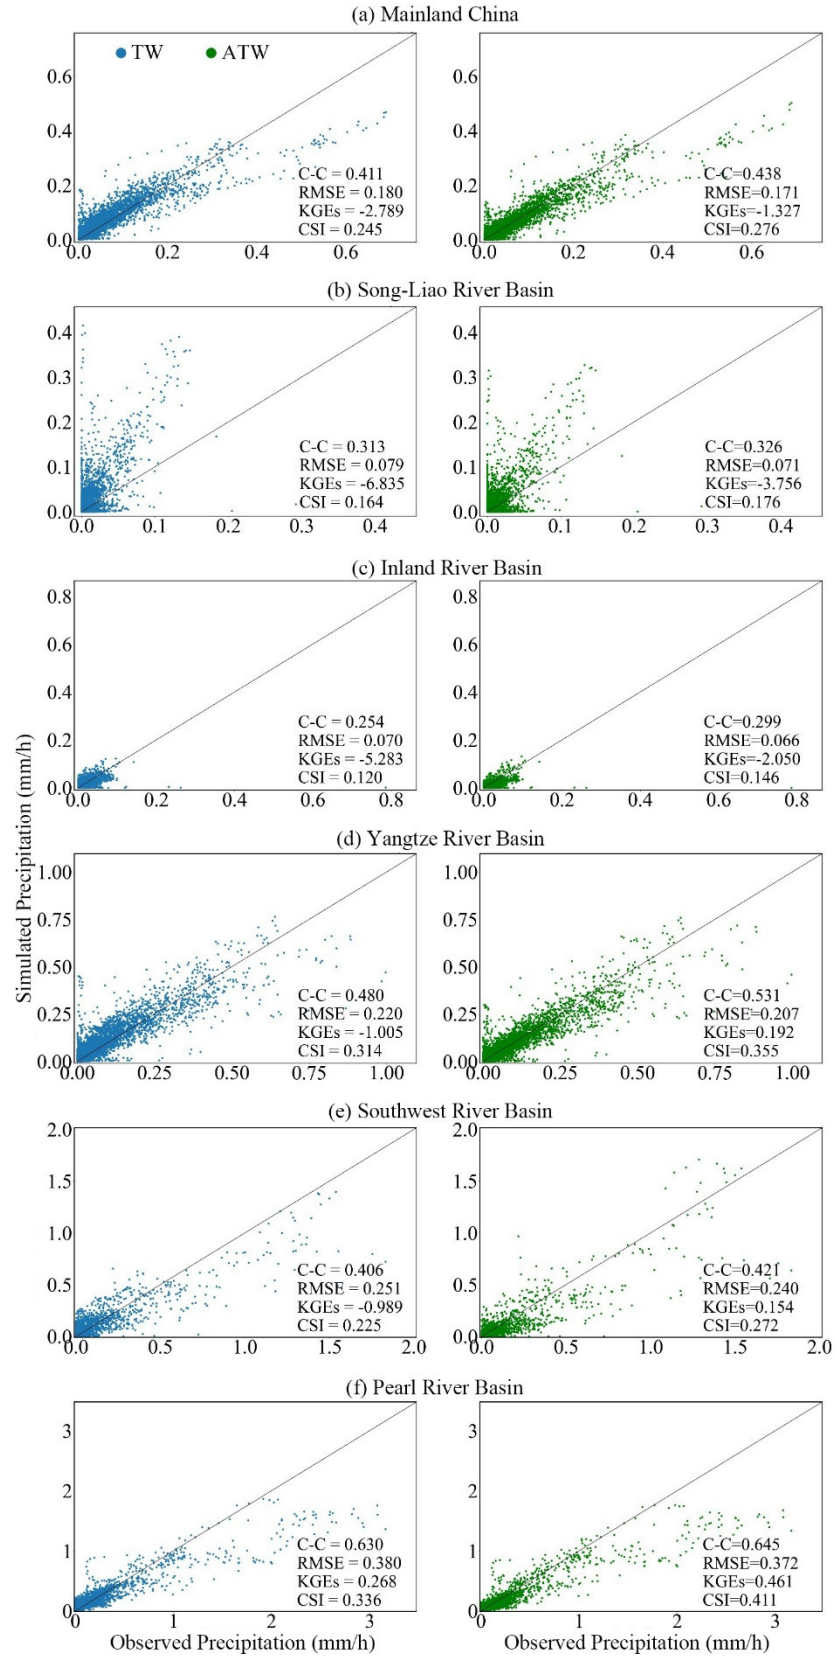 (a) Mainland China
TW
ATW
0.6
0.4
0.2
0.0
C-C = 0.411
RMSE = 0.180
KGEs = -2.789
CSI = 0.245
0.0 0.2 0.4 0.6
0.6
0.4
0.2
0.0
C-C=0.438
RMSE=0.171
KGEs=-1.327
CSI=0.276
0.0 0.2 0.4 0.6
(b) Song-Liao River Basin
0.4
0.3
0.2
0.1
0.0
C-C = 0.313
RMSE = 0.079
KGEs = -6.835
CSI = 0.164
0.0 0.1 0.2 0.3 0.4
0.4
0.3
0.2
0.1
0.0
C-C=0.326
RMSE=0.071
KGEs=-3.756
CSI=0.176
0.0 0.1 0.2 0.3 0.4
(c) Inland River Basin
0.8
0.6
0.4
0.2
0.0
C-C = 0.254
RMSE = 0.070
KGEs = -5.283
CSI = 0.120
0.0 0.2 0.4 0.6 0.8
0.8
0.6
0.4
0.2
0.0
C-C=0.299
RMSE=0.066
KGEs=-2.050
CSI=0.146
0.0 0.2 0.4 0.6 0.8
Simulated Precipitation (mm/h)
(d) Yangtze River Basin
1.00
0.75
0.50
0.25
0.00
C-C = 0.480
RMSE = 0.220
KGEs = -1.005
CSI = 0.314
0.00 0.25 0.50 0.75 1.00
1.00
0.75
0.50
0.25
0.00
C-C=0.531
RMSE=0.207
KGEs=0.192
CSI=0.355
0.00 0.25 0.50 0.75 1.00
(e) Southwest River Basin
2.0
1.5
1.0
0.5
0.0
C-C = 0.406
RMSE = 0.251
KGEs = -0.989
CSI = 0.225
0.5 1.0 1.5 2.0
2.0
1.5
1.0
0.5
0.0
C-C=0.421
RMSE=0.240
KGEs=0.154
CSI=0.272
0.0 0.5 1.0 1.5 2.0
(f) Pearl River Basin
3
2
1
0
C-C = 0.630
RMSE = 0.380
KGEs = 0.268
CSI = 0.336
0 1 2 3
3
2
1
0
C-C=0.645
RMSE=0.372
KGEs=0.461
CSI=0.411
0 1 2 3
Observed Precipitation (mm/h)
Observed Precipitation (mm/h)